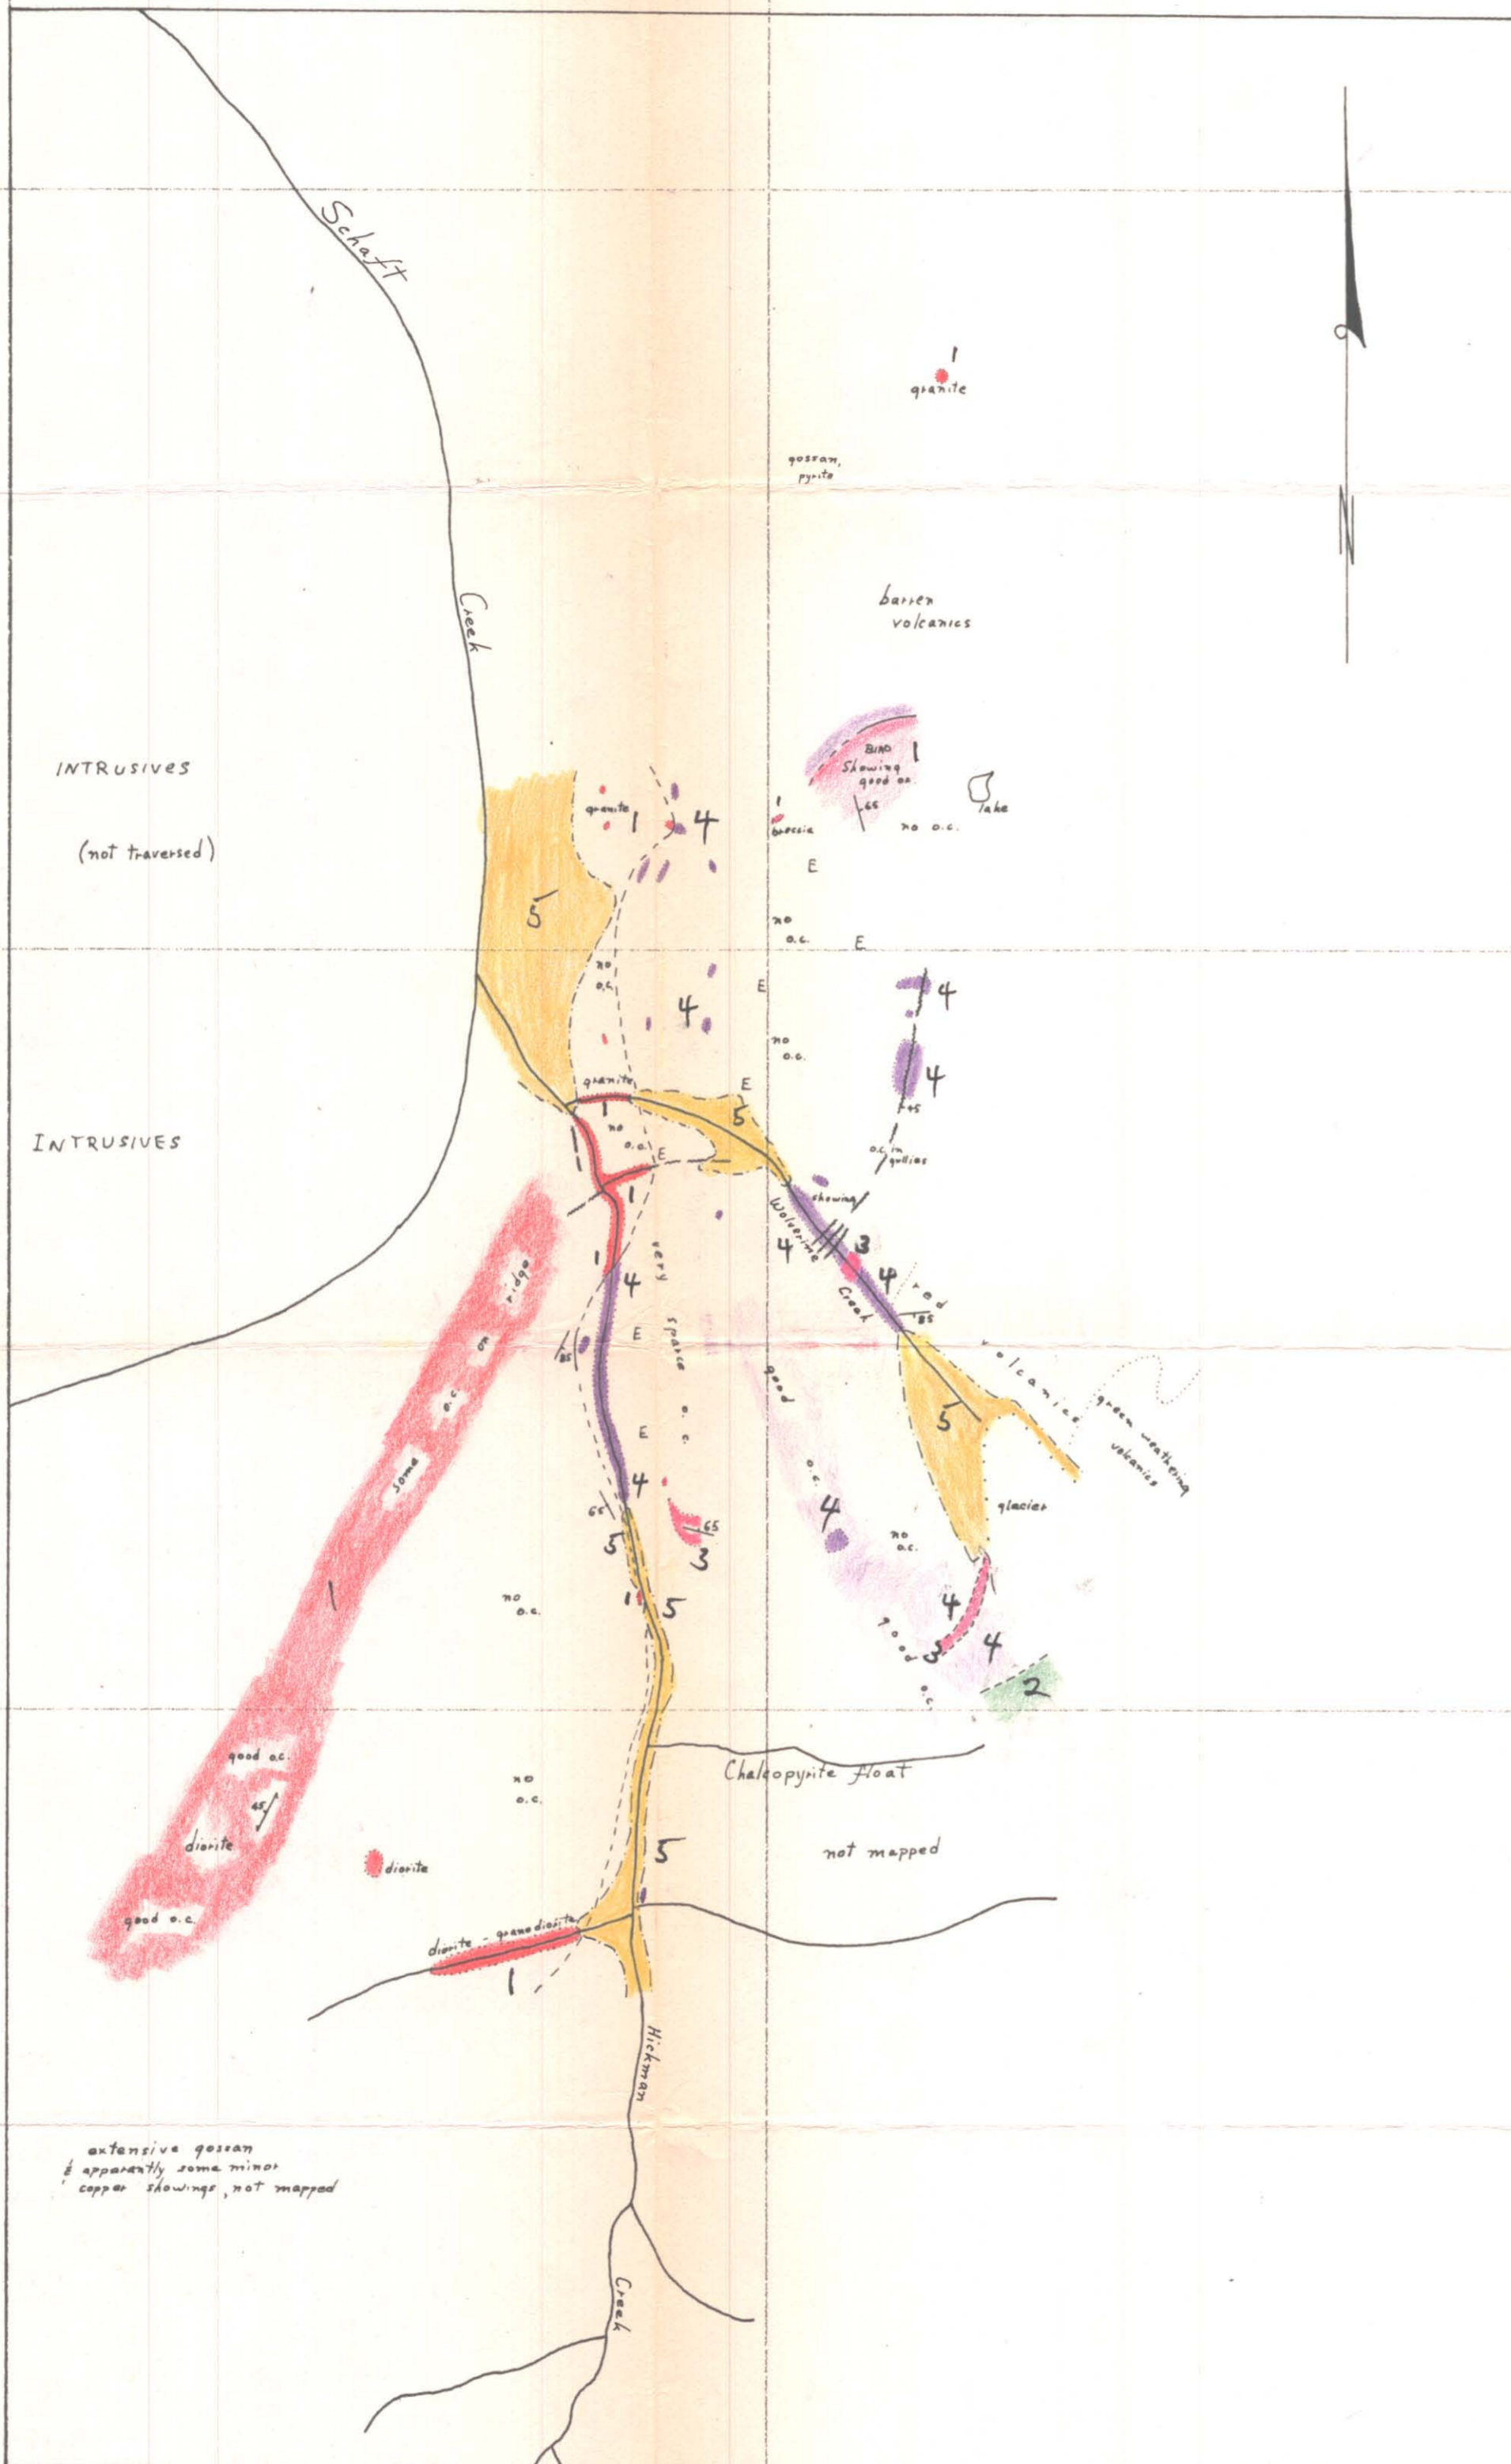 Schaft
1
granite
gossan,
pyrite
N
Creek
barren
volcanics
INTRUSIVES
BIRD
Showing
good oc.
1
65
granite
1
4
1
breccia
lake
no o.c.
(not traversed)
E
5
no
o.c.
E
no
o.c.
E
4
4
no
o.c.
4
45
granite
1
E
5
INTRUSIVES
no
o.c.
E
1
1
o.c. in
gullies
showing
Wolverine
Creek
4
3
4
1
4
very
sparce
o.c.
red
volcanics
85
some
o.c.
on
ridge
E
85
good
o.c.
green weathering
volcanics
5
E
4
65
5
65
3
4
no
o.c.
glacier
1
no
o.c.
1
5
4
3
4
good
o.c.
2
good o.c.
45
no
o.c.
Chalcopyrite float
diorite
diorite
5
not mapped
good o.c.
diorite - granodiorite
1
Hickman
extensive gossan
& apparantly some minor
copper showings, not mapped
Creek